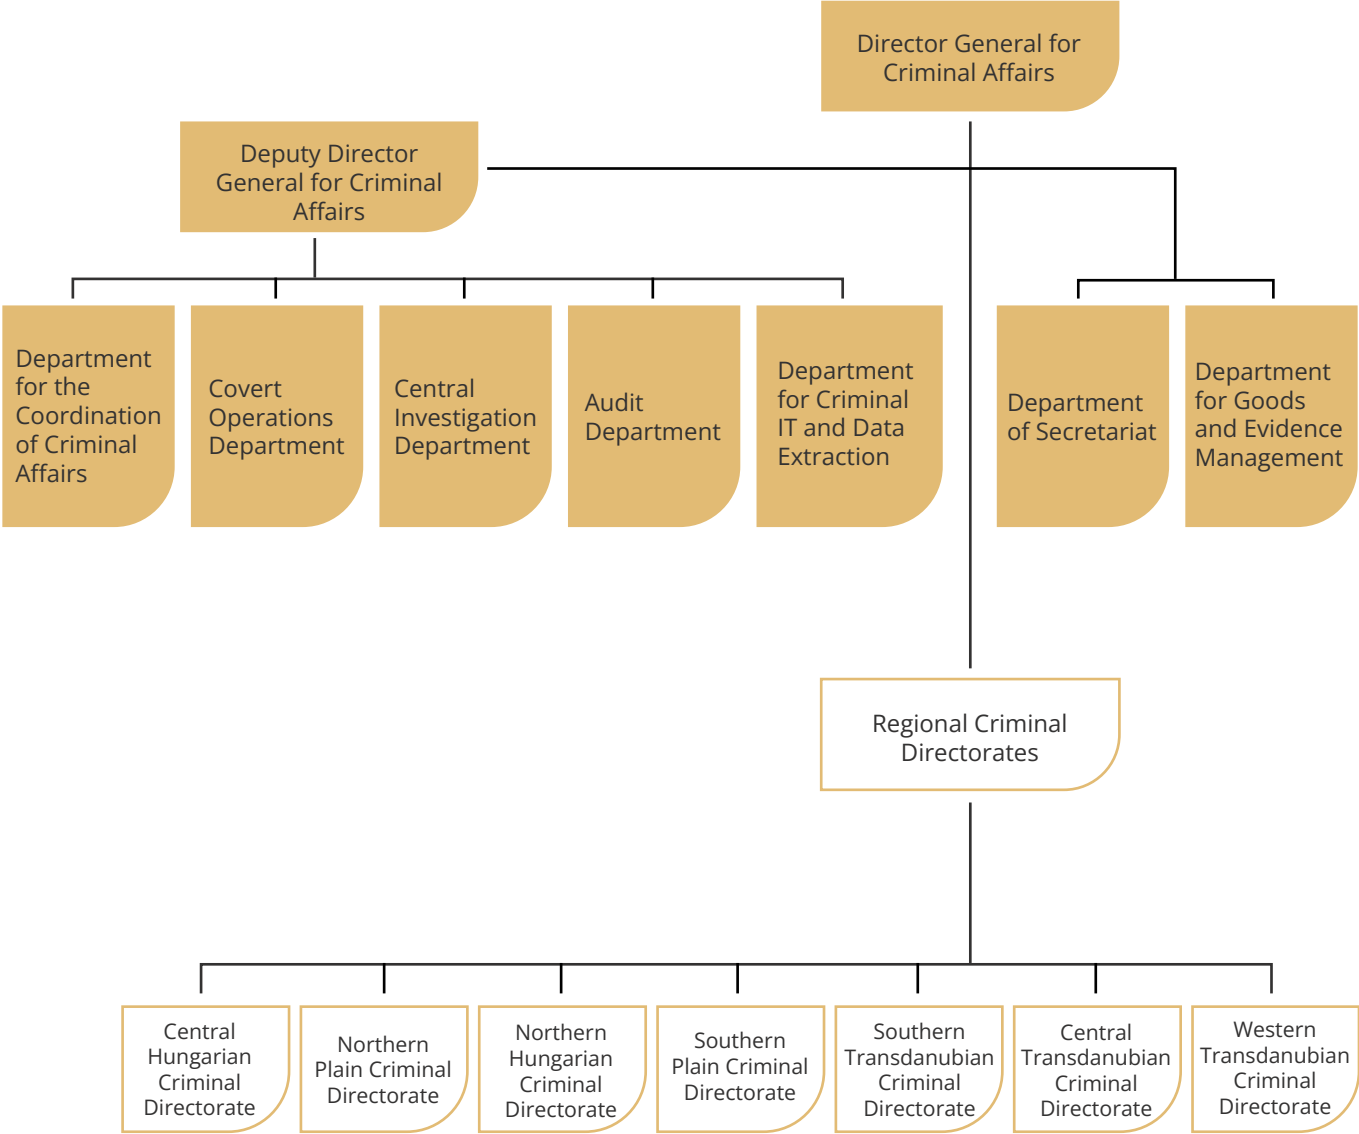 Director General for
Criminal Affairs
Deputy Director
General for Criminal
Affairs
Department
for the
Coordination
of Criminal
Affairs
Covert
Operations
Department
Central
Investigation
Department
Audit
Department
Department
for Criminal
IT and Data
Extraction
Department
of Secretariat
Department
for Goods
and Evidence
Management
Regional Criminal
Directorates
Central
Hungarian
Criminal
Directorate
Northern
Plain Criminal
Directorate
Northern
Hungarian
Criminal
Directorate
Southern
Plain Criminal
Directorate
Southern
Transdanubian
Criminal
Directorate
Central
Transdanubian
Criminal
Directorate
Western
Transdanubian
Criminal
Directorate